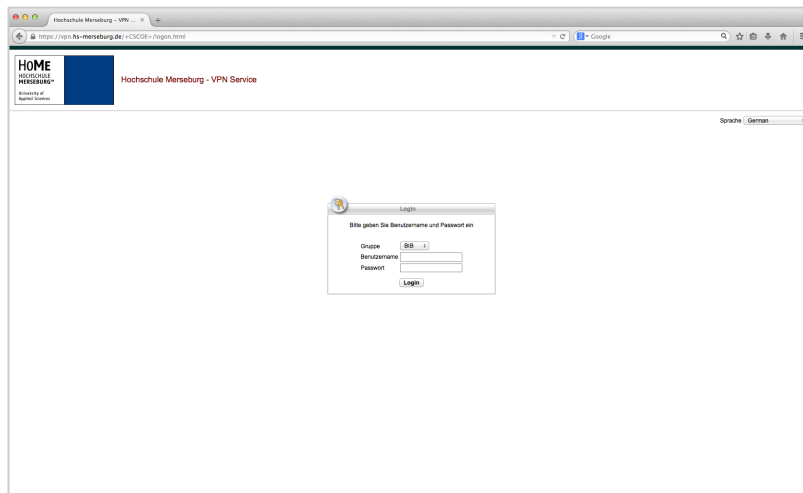 Hochschule Merseburg – VPN ... × +
https://vpn.hs-merseburg.de/+CSCOE+/logon.html
Google
HOME
HOCHSCHULE
MERSEBURG
University of
Applied Sciences
Hochschule Merseburg - VPN Service
Sprache German
Login
Bitte geben Sie Benutzername und Passwort ein
Gruppe BIB
Benutzername
Passwort
Login